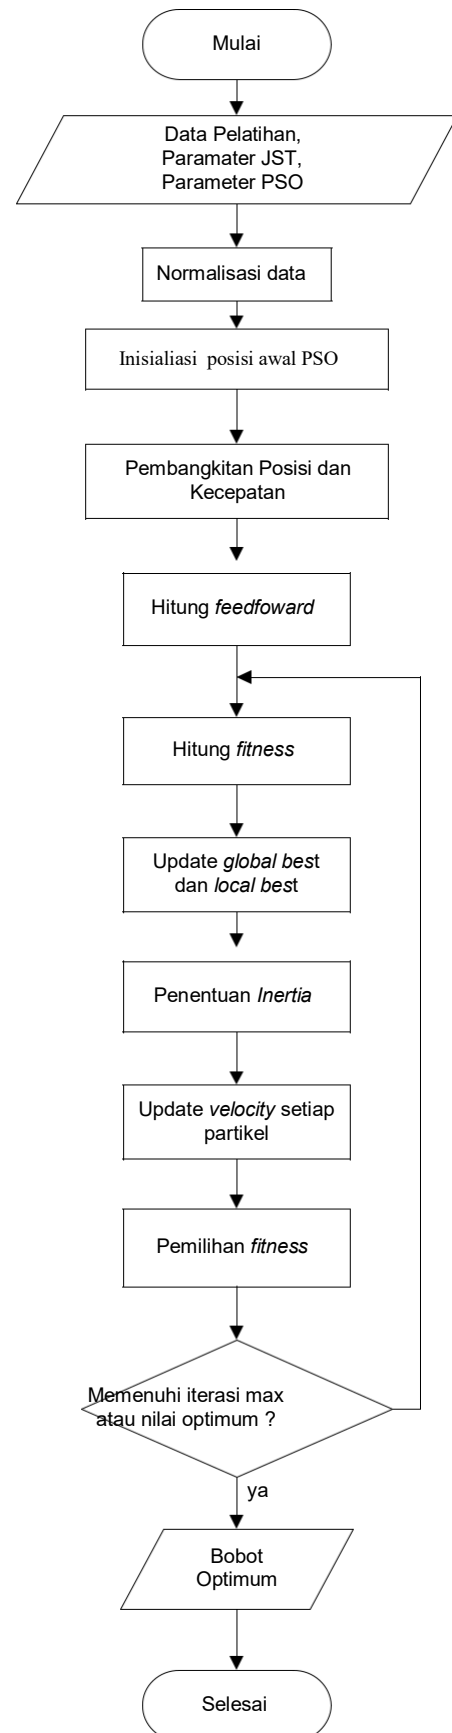 Mulai
Data Pelatihan,
Paramater JST,
Parameter PSO
Normalisasi data
Inisialiasi posisi awal PSO
Pembangkitan Posisi dan
Kecepatan
Hitung feedfoward
Hitung fitness
Update global best
dan local best
Penentuan Inertia
Update velocity setiap
partikel
Pemilihan fitness
Memenuhi iterasi max
atau nilai optimum ?
ya
Bobot
Optimum
Selesai